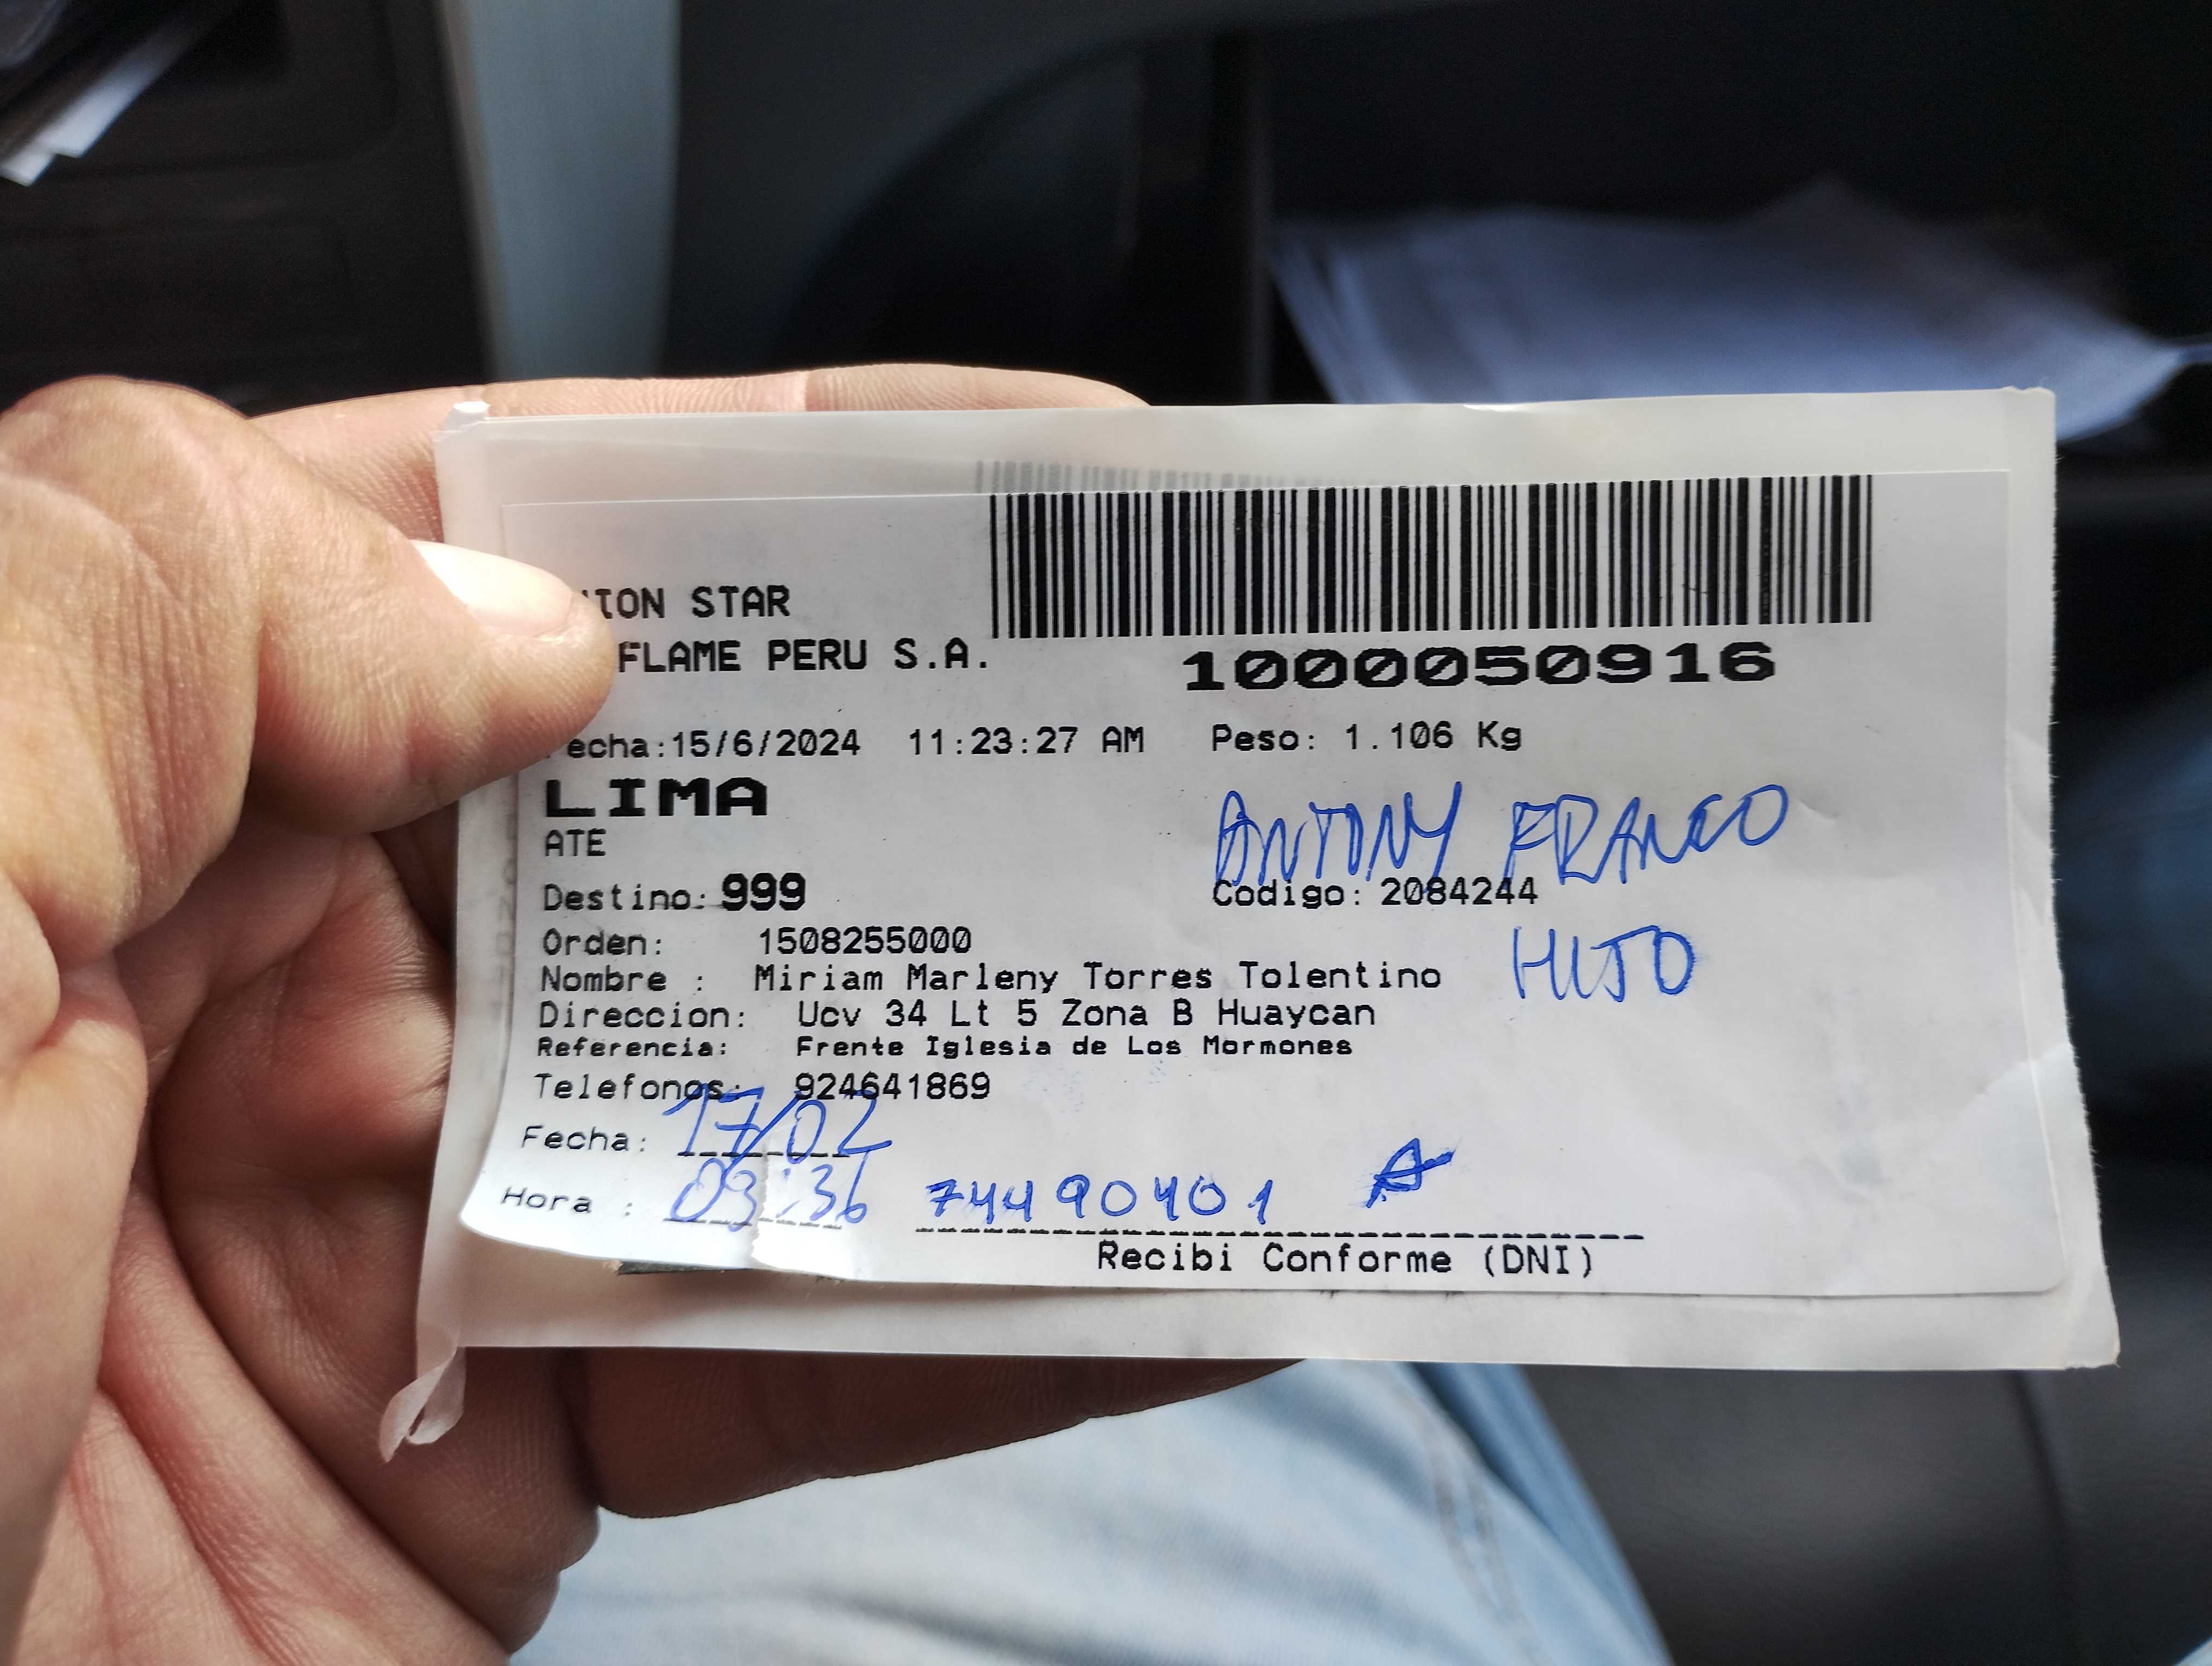 STAR
FLAME PERU S.A.
1000050916
Fecha:15/6/2024 11:23:27 AM Peso: 1.106 Kg
LIMA
ATE
ANTONY FRANCO
Destino: 999 Codigo: 2084244
Orden: 1508255000
HIJO
Nombre : Miriam Marleny Torres Tolentino
Direccion: Ucv 34 Lt 5 Zona B Huaycan
Referencia: Frente Iglesia de Los Mormones
Telefonos: 924641869
Fecha: 17/02
Hora : 03:36 74490401
Recibi Conforme (DNI)